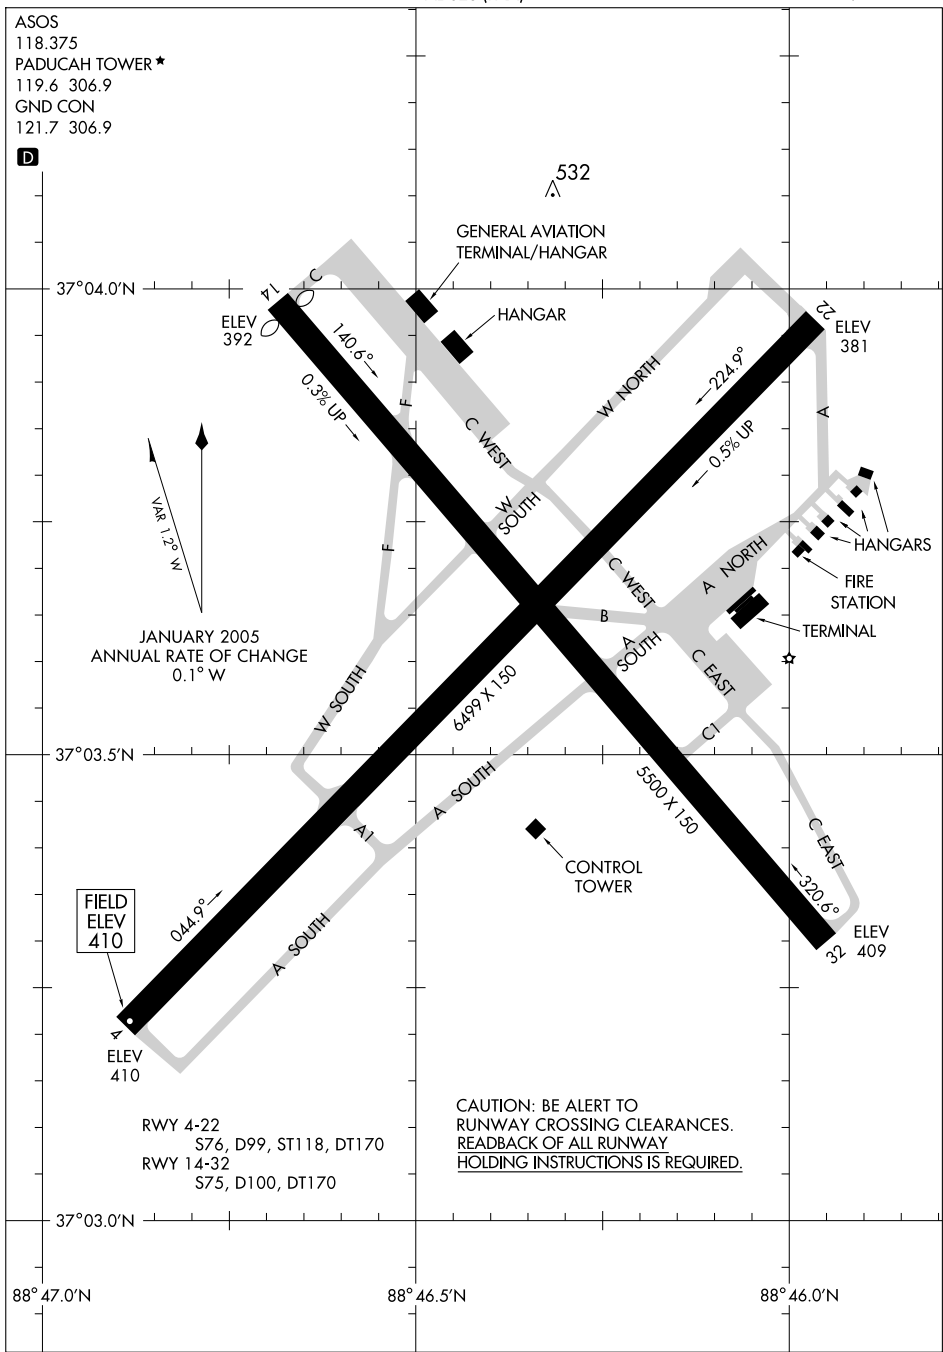 ASOS
118.375
PADUCAH TOWER★
119.6 306.9
GND CON
121.7 306.9
D
532
GENERAL AVIATION
TERMINAL/HANGAR
HANGAR
37°04.0'N
14
C
ELEV
392
140.6°
0.3% UP
F
C WEST
W NORTH
224.9°
0.5% UP
22
ELEV
381
A
VAR 1.2° W
W
SOUTH
F
C WEST
A NORTH
HANGARS
FIRE
STATION
TERMINAL
B
A
SOUTH
C EAST
C1
JANUARY 2005
ANNUAL RATE OF CHANGE
0.1° W
W SOUTH
6499 X 150
37°03.5'N
A SOUTH
5500 X 150
A1
CONTROL
TOWER
C EAST
320.6°
FIELD
ELEV
410
044.9°
A SOUTH
32
ELEV
409
4
ELEV
410
RWY 4-22
S76, D99, ST118, DT170
RWY 14-32
S75, D100, DT170
CAUTION: BE ALERT TO
RUNWAY CROSSING CLEARANCES.
READBACK OF ALL RUNWAY
HOLDING INSTRUCTIONS IS REQUIRED.
37°03.0'N
88°47.0'N
88°46.5'N
88°46.0'N